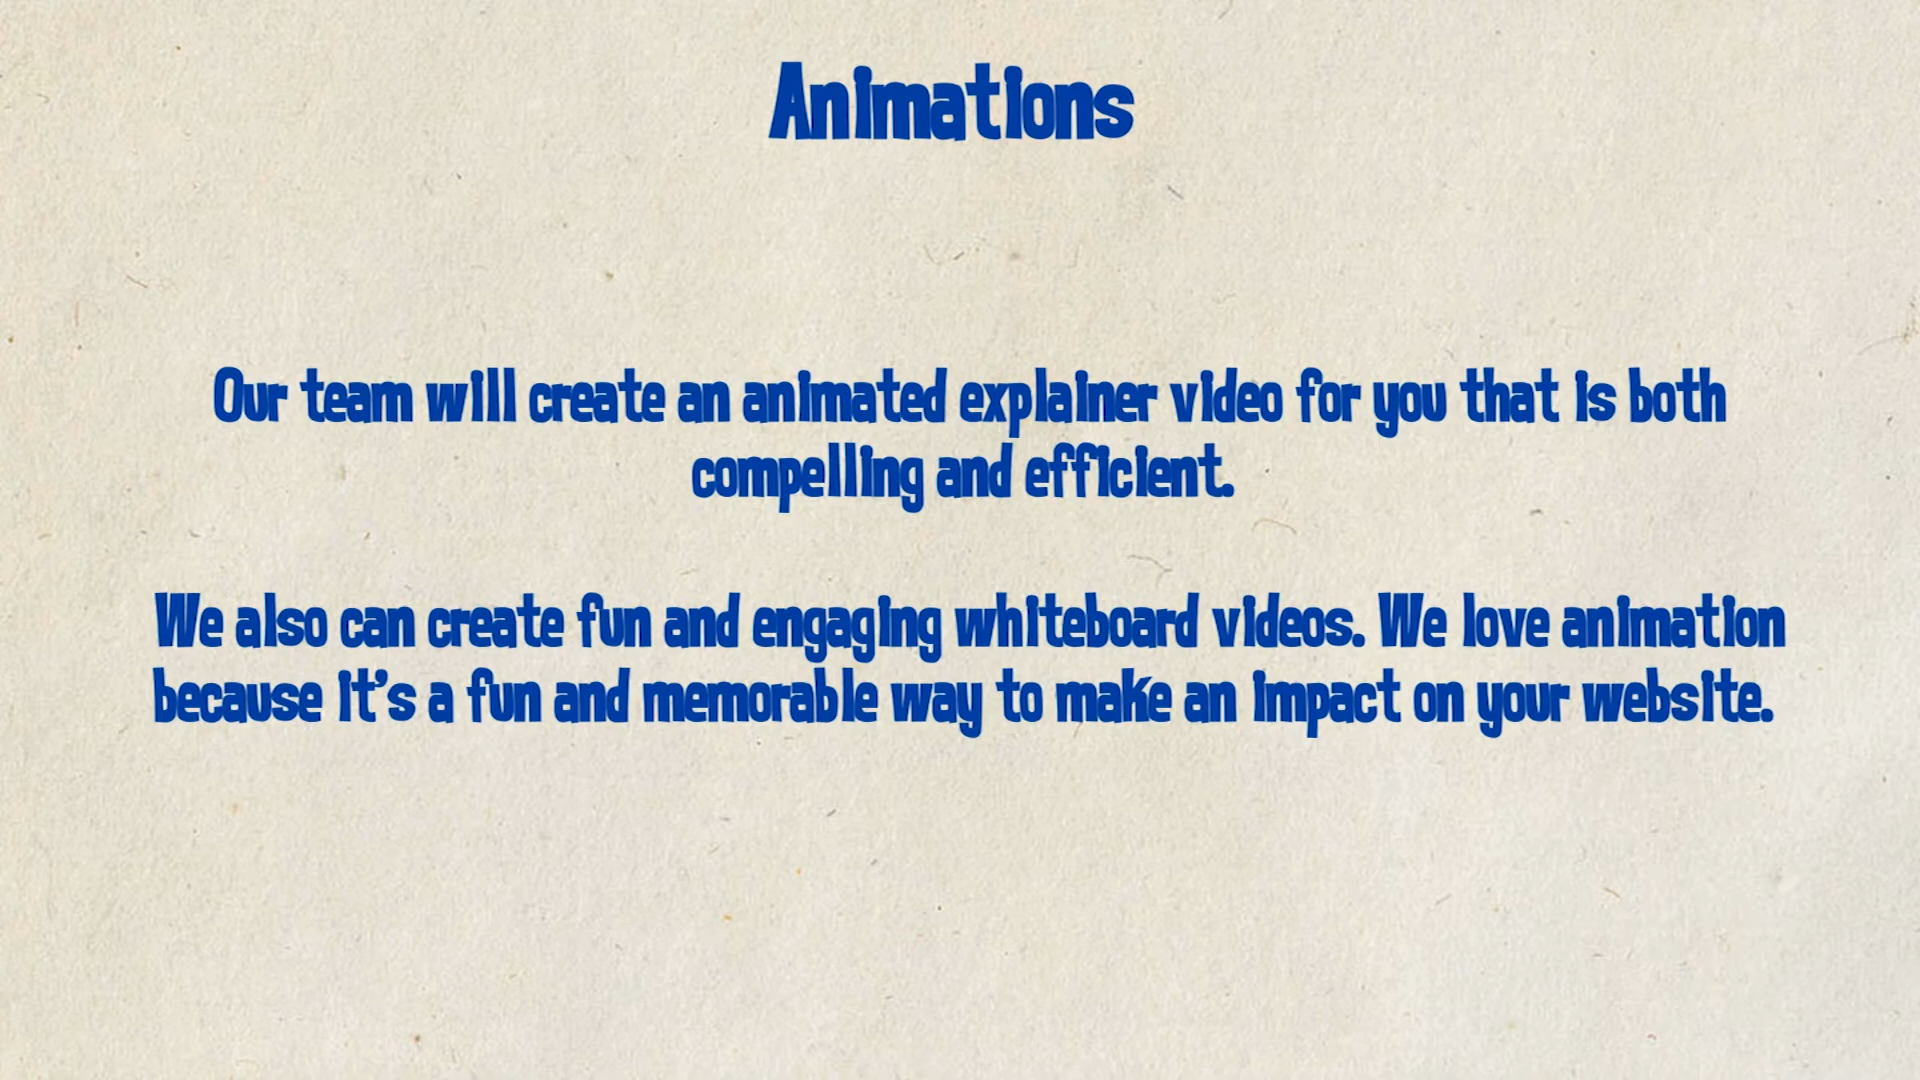 Animations
Our team will create an animated explainer video for you that is both
compelling and efficient.
We also can create fun and engaging whiteboard videos. We love animation
because it's a fun and memorable way to make an impact on your website.